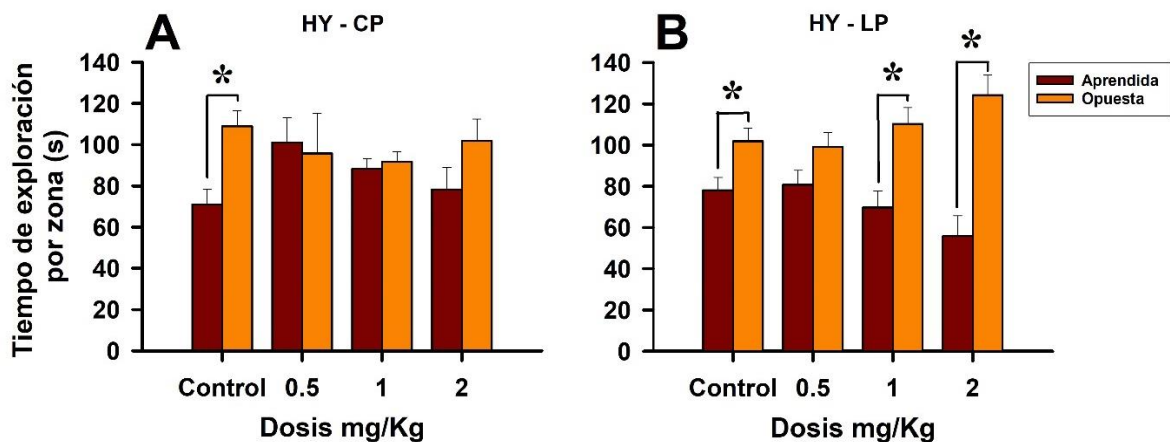 A
HY - CP
B
HY - LP
Tiempo de exploración
por zona (s)
140
120
100
80
60
40
20
0
*
Control
0.5
1
2
Dosis mg/Kg
140
120
100
80
60
40
20
0
*
*
*
Control
0.5
1
2
Dosis mg/Kg
Aprendida
Opuesta